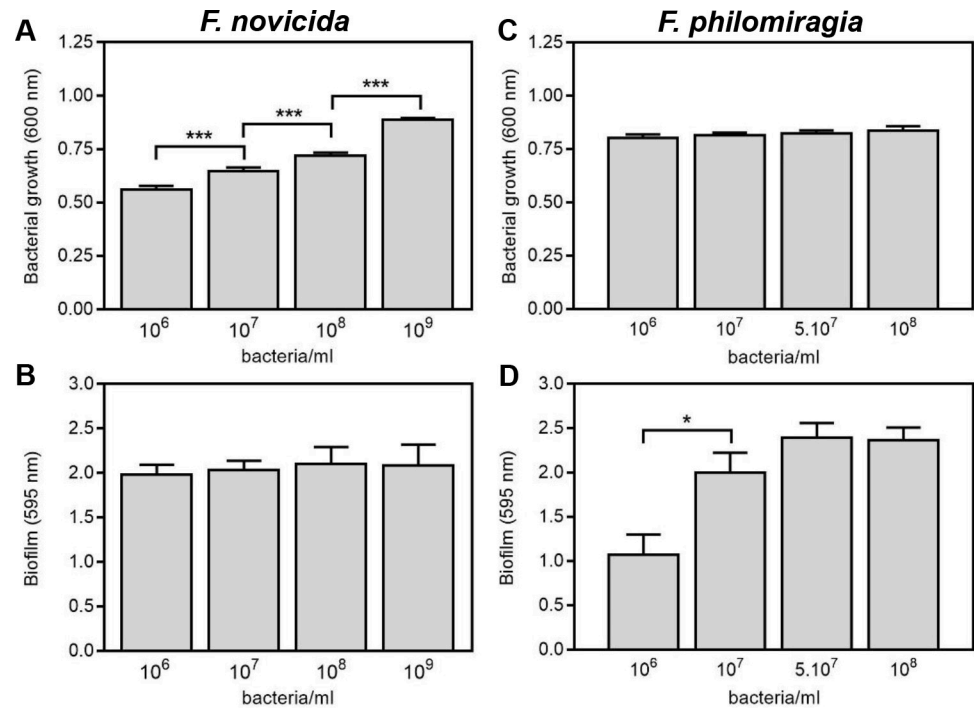 A
F. novicida
Bacterial growth (600 nm)
1.25
1.00
0.75
0.50
0.25
0.00
***
***
***
10⁶ 10⁷ 10⁸ 10⁹
bacteria/ml
B
Biofilm (595 nm)
3.0
2.5
2.0
1.5
1.0
0.5
0.0
10⁶ 10⁷ 10⁸ 10⁹
bacteria/ml
C
F. philomiragia
Bacterial growth (600 nm)
1.25
1.00
0.75
0.50
0.25
0.00
10⁶ 10⁷ 5.10⁷ 10⁸
bacteria/ml
D
Biofilm (595 nm)
3.0
2.5
2.0
1.5
1.0
0.5
0.0
*
10⁶ 10⁷ 5.10⁷ 10⁸
bacteria/ml